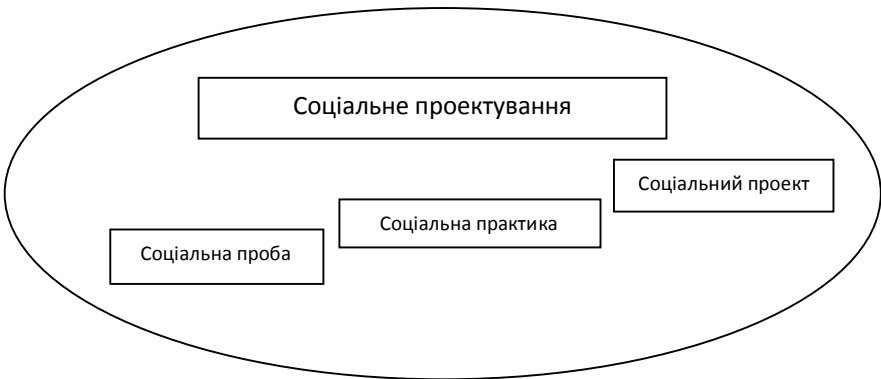 Соціальне проектування
Соціальний проект
Соціальна практика
Соціальна проба